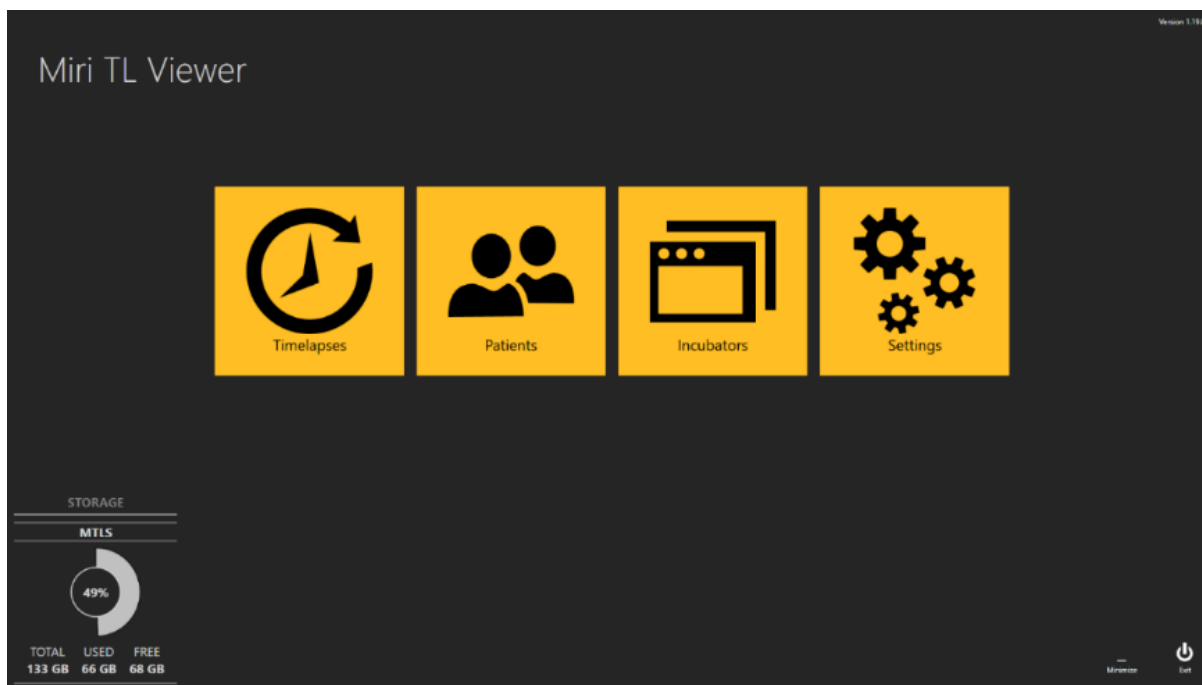 Miri TL Viewer
Timelapses
Patients
Incubators
Settings
STORAGE
MTLS
49%
TOTAL USED FREE
133 GB 66 GB 68 GB
Minimize
Exit
Version